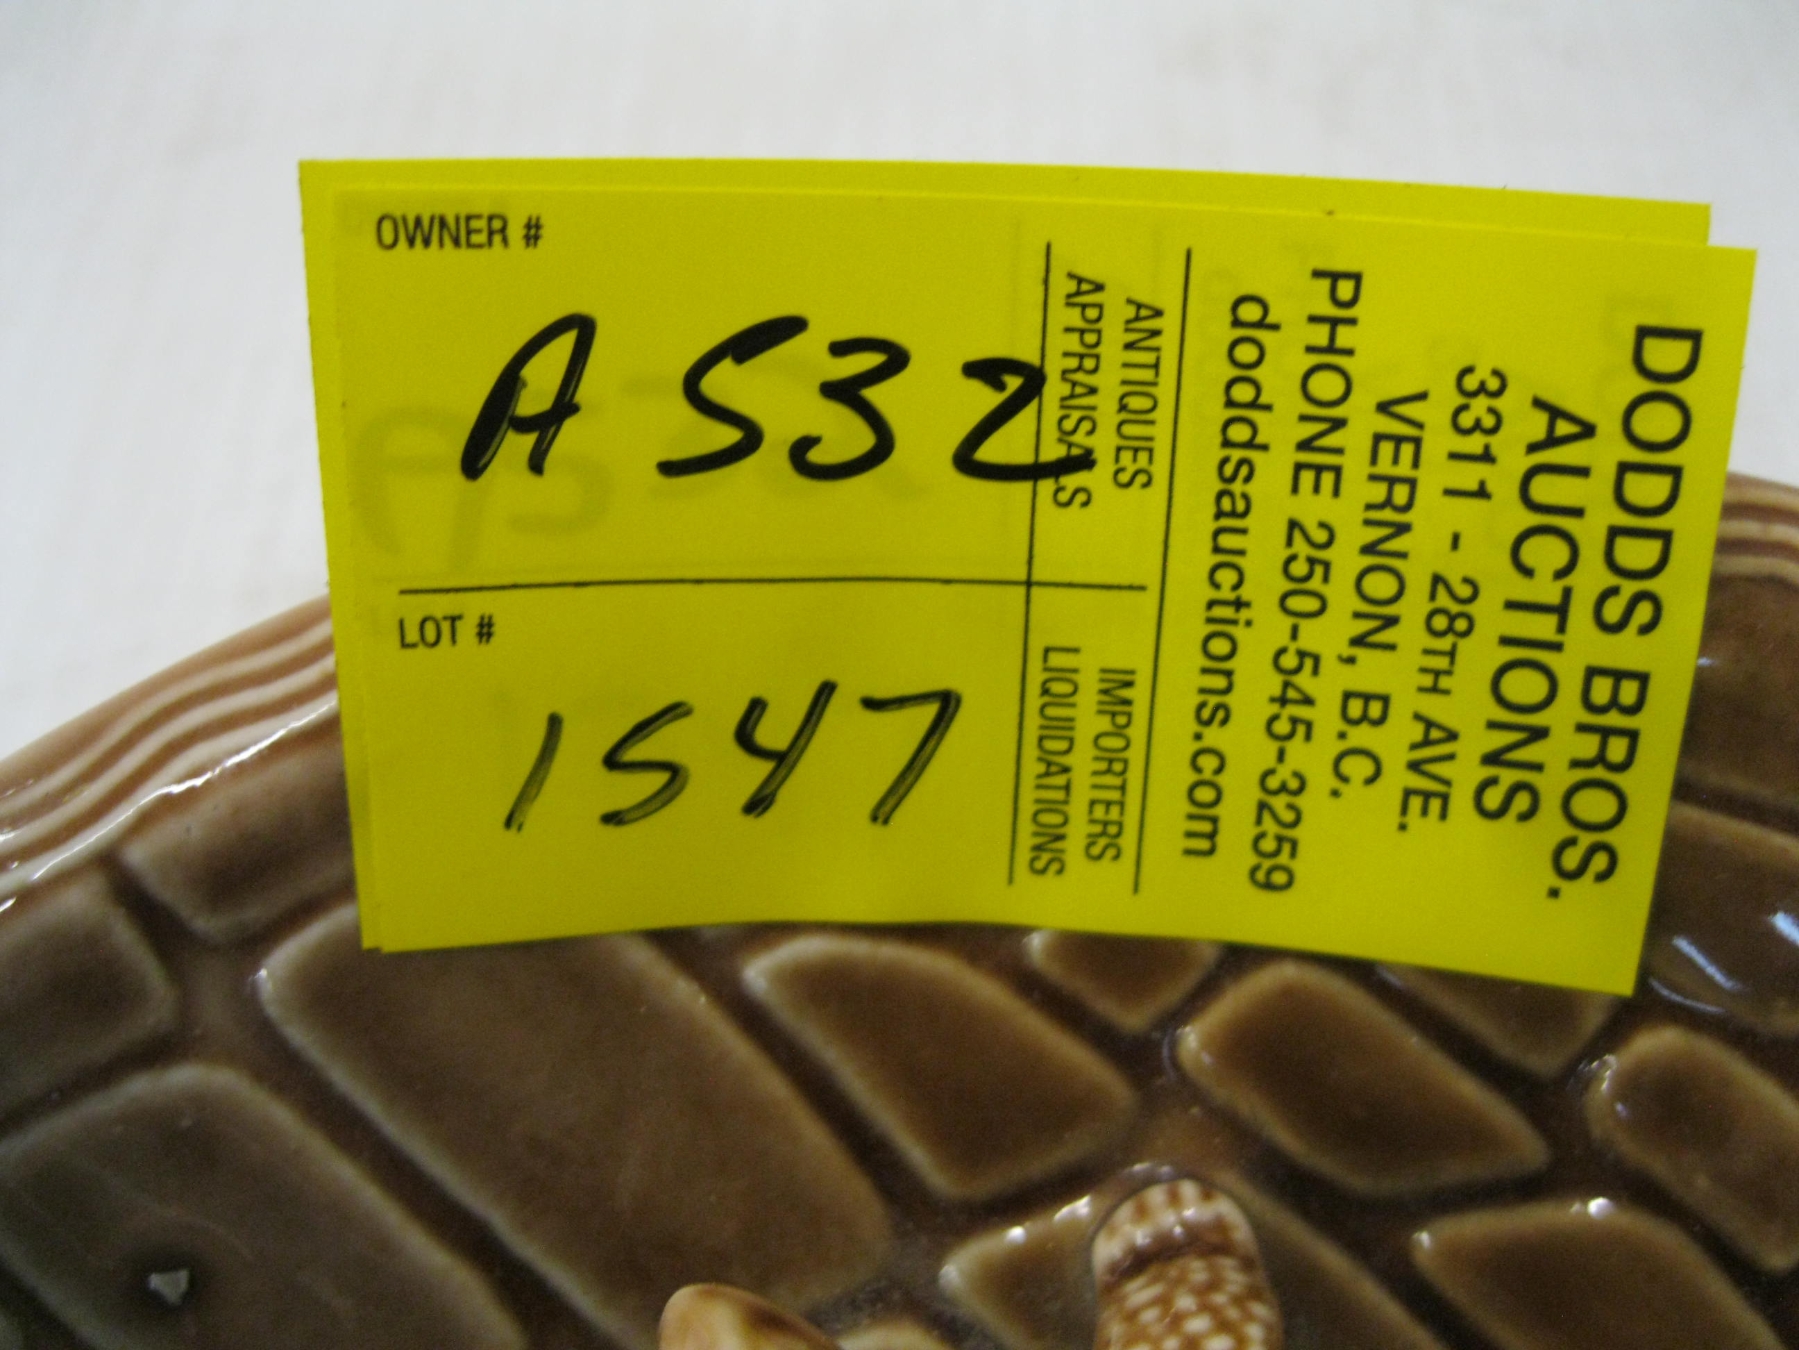 OWNER #
A 532
LOT #
1547
ANTIQUES
APPRAISALS
IMPORTERS
LIQUIDATIONS
DODDS BROS.
AUCTIONS
3311 - 28TH AVE.
VERNON, B.C.
PHONE 250-545-3259
doddsauctions.com